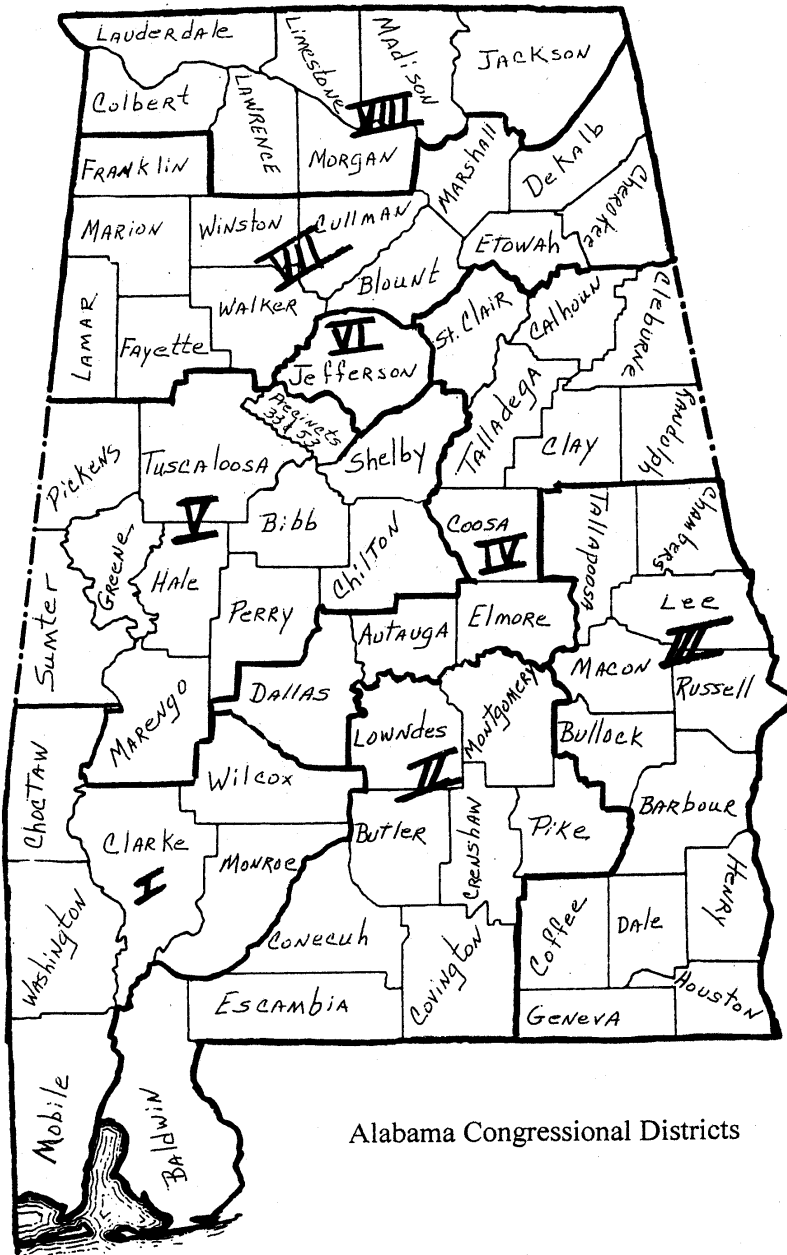 LAUDERDALE
LIMESTONE
MADISON
JACKSON
COLBERT
LAWRENCE
VIII
FRANKLIN
MORGAN
MARSHALL
DeKALB
CHEROKEE
MARION
WINSTON
CULLMAN
ETOWAH
VII
BLOUNT
LAMAR
WALKER
St. CLAIR
CALHOUN
CLEBURNE
FAYETTE
VI
JEFFERSON
TALLADEGA
Precincts
33 & 53
PICKENS
TUSCALOOSA
SHELBY
CLAY
RANDOLPH
V
BIBB
COOSA
IV
TALLAPOOSA
CHAMBERS
GREENE
HALE
CHILTON
SUMTER
PERRY
AUTAUGA
ELMORE
LEE
III
MACON
RUSSELL
MARENGO
DALLAS
LOWNDES
MONTGOMERY
BULLOCK
II
CHOCTAW
WILCOX
CLARKE
MONROE
BUTLER
CRENSHAW
PIKE
BARBOUR
I
HENRY
WASHINGTON
CONECUH
COVINGTON
COFFEE
DALE
ESCAMBIA
GENEVA
HOUSTON
MOBILE
BALDWIN
Alabama Congressional Districts